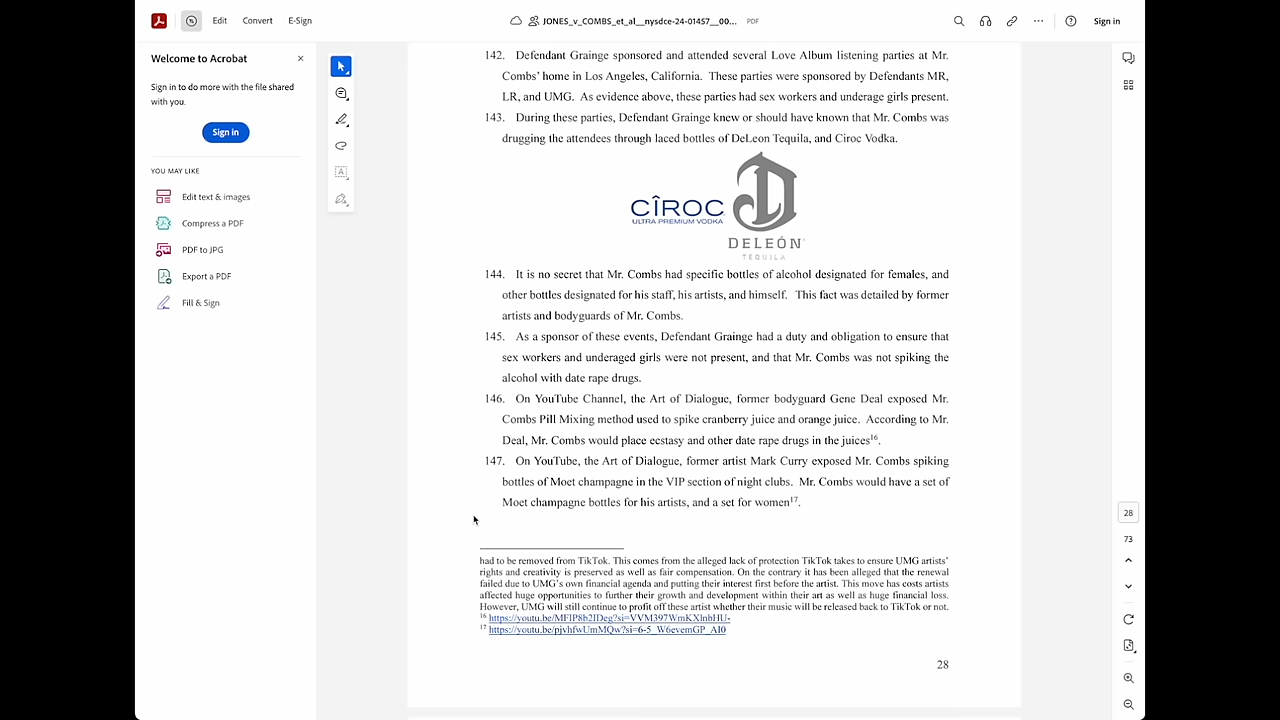 Edit Convert E-Sign JONES_v_COMBS_et_al__nysdce-24-01457__00... PDF Sign in
Welcome to Acrobat
Sign in to do more with the file shared
with you.
Sign in
YOU MAY LIKE
Edit text & images
Compress a PDF
PDF to JPG
Export a PDF
Fill & Sign
142. Defendant Grainge sponsored and attended several Love Album listening parties at Mr.
Combs' home in Los Angeles, California. These parties were sponsored by Defendants MR,
LR, and UMG. As evidence above, these parties had sex workers and underage girls present.
143. During these parties, Defendant Grainge knew or should have known that Mr. Combs was
drugging the attendees through laced bottles of DeLeon Tequila, and Ciroc Vodka.
CÎROC
ULTRA PREMIUM VODKA
D
DELEÓN
TEQUILA
144. It is no secret that Mr. Combs had specific bottles of alcohol designated for females, and
other bottles designated for his staff, his artists, and himself. This fact was detailed by former
artists and bodyguards of Mr. Combs.
145. As a sponsor of these events, Defendant Grainge had a duty and obligation to ensure that
sex workers and underaged girls were not present, and that Mr. Combs was not spiking the
alcohol with date rape drugs.
146. On YouTube Channel, the Art of Dialogue, former bodyguard Gene Deal exposed Mr.
Combs Pill Mixing method used to spike cranberry juice and orange juice. According to Mr.
Deal, Mr. Combs would place ecstasy and other date rape drugs in the juices16.
147. On YouTube, the Art of Dialogue, former artist Mark Curry exposed Mr. Combs spiking
bottles of Moet champagne in the VIP section of night clubs. Mr. Combs would have a set of
Moet champagne bottles for his artists, and a set for women17.
had to be removed from TikTok. This comes from the alleged lack of protection TikTok takes to ensure UMG artists'
rights and creativity is preserved as well as fair compensation. On the contrary it has been alleged that the renewal
failed due to UMG's own financial agenda and putting their interest first before the artist. This move has costs artists
affected huge opportunities to further their growth and development within their art as well as huge financial loss.
However, UMG will still continue to profit off these artist whether their music will be released back to TikTok or not.
16 https://youtu.be/MFIP8b2IDeg?si=VVM397WmKXlnbHU-
17 https://youtu.be/pjvhfwUmMQw?si=6-5_W6evemGP_AI0
28
28
73